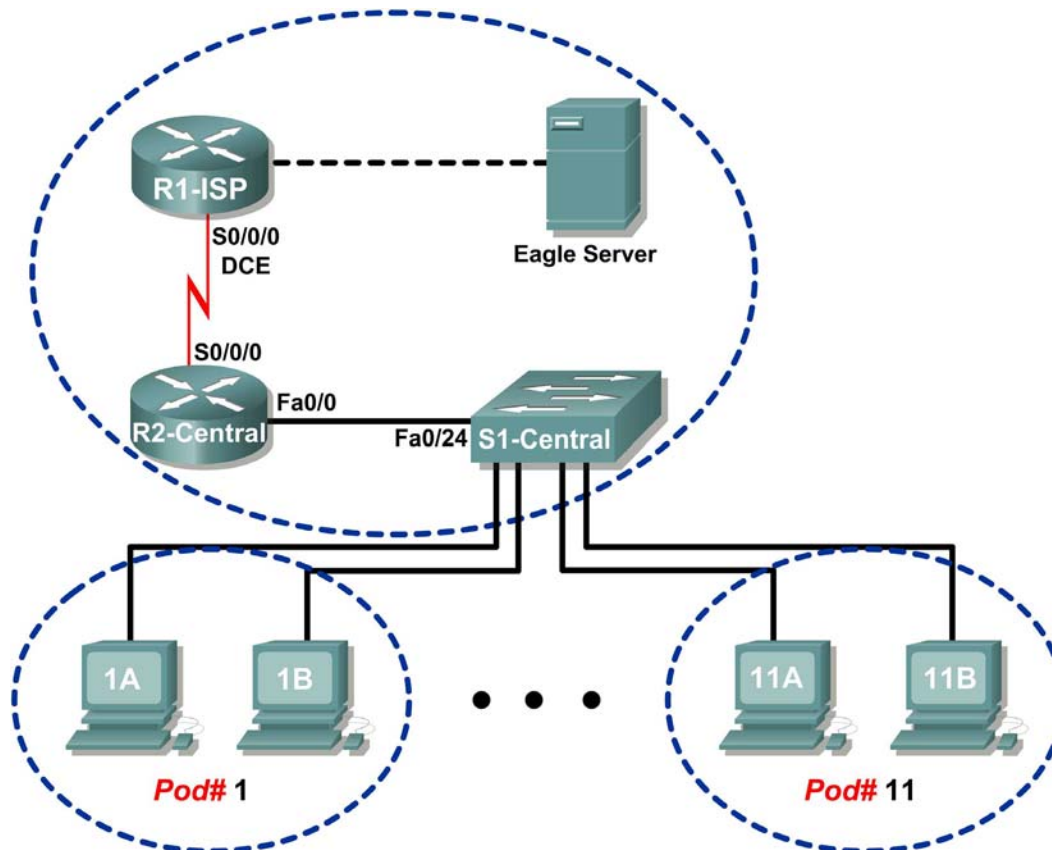 R1-ISP
S0/0/0
DCE
Eagle Server
S0/0/0
R2-Central
Fa0/0
Fa0/24
S1-Central
1A
1B
11A
11B
Pod# 1
Pod# 11